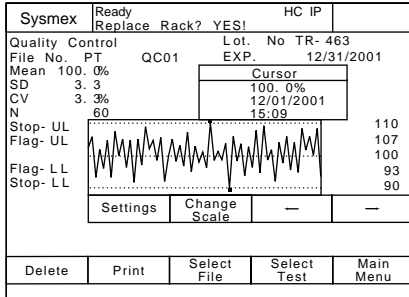 Sysmex Ready HC IP
Replace Rack? YES!
Quality Control Lot. No TR-463
File No. PT QC01 EXP. 12/31/2001
Mean 100. 0% Cursor
SD 3. 3 100. 0%
CV 3. 3% 12/01/2001
N 60 15:09
Stop- UL 110
Flag- UL 107
100
Flag- LL 93
Stop- LL 90
Settings Change Scale ← →
Delete Print Select File Select Test Main Menu